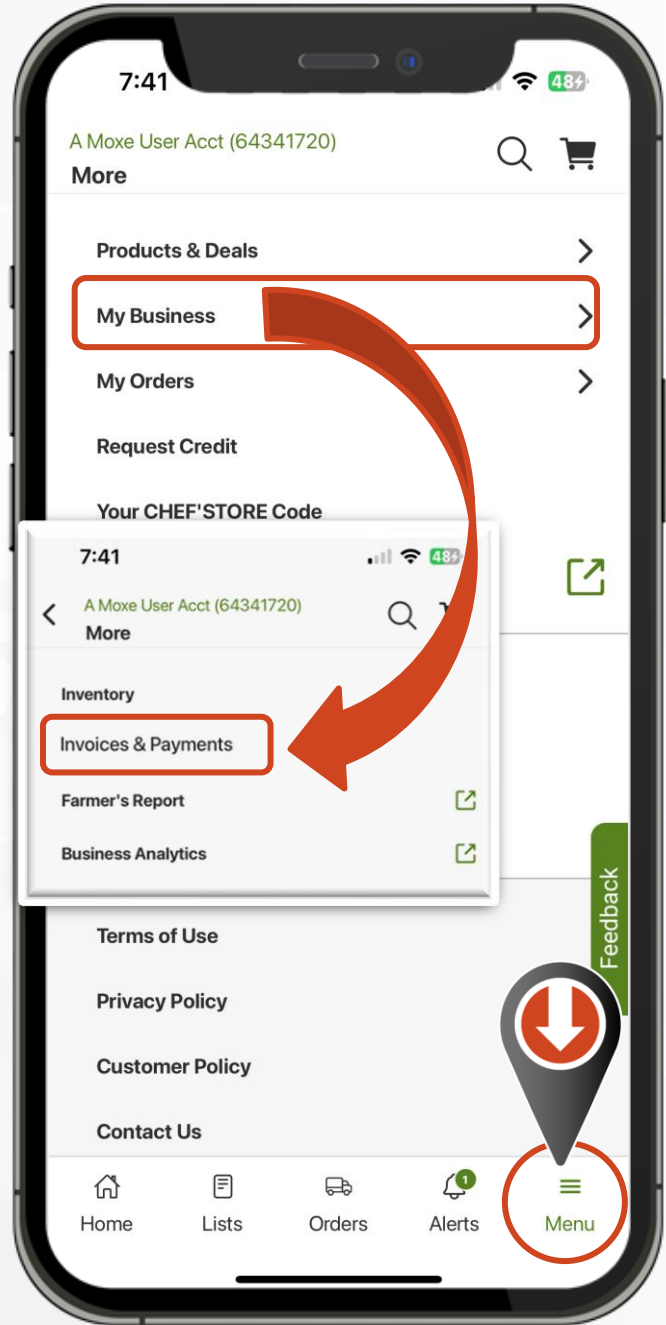 7:41
48
A Moxe User Acct (64341720)
More
Products & Deals
My Business
My Orders
Request Credit
Your CHEF'STORE Code
7:41
48
A Moxe User Acct (64341720)
More
Inventory
Invoices & Payments
Farmer's Report
Business Analytics
Feedback
Terms of Use
Privacy Policy
Customer Policy
Contact Us
1
Home Lists Orders Alerts Menu